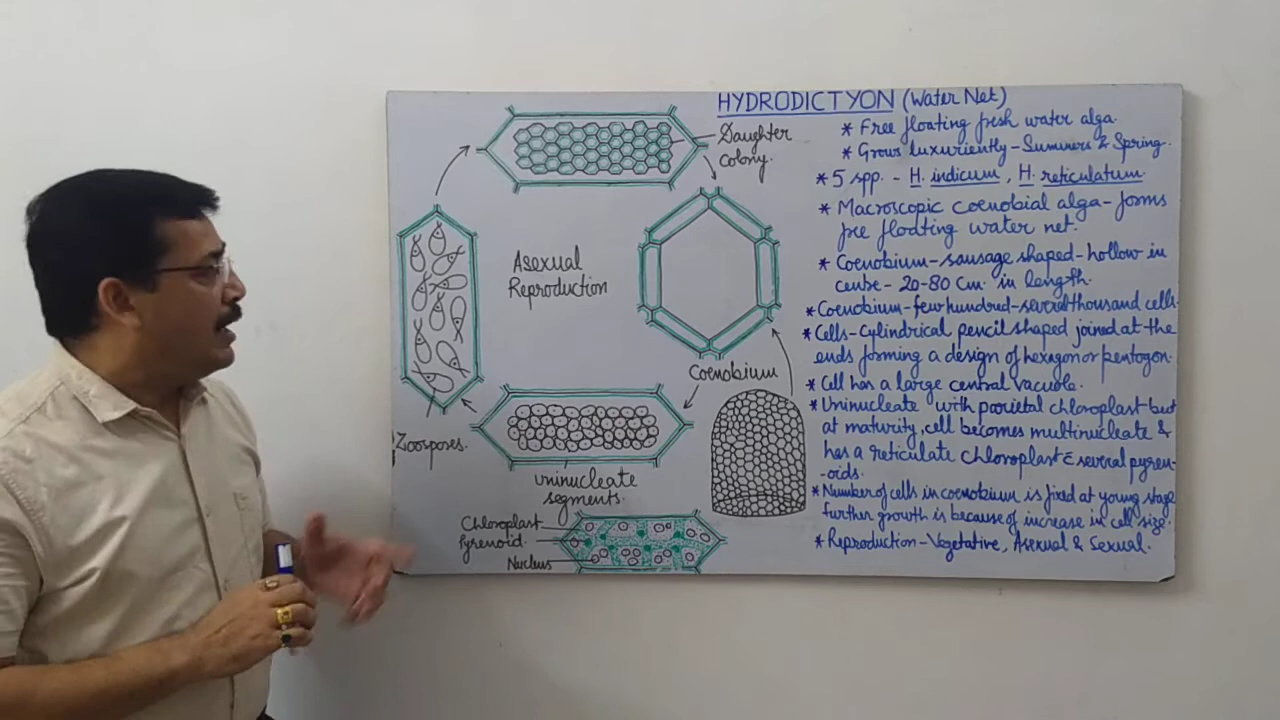 HYDRODICTYON (Water Net)
* Free floating fresh water alga.
* Grows luxuriently - Summers & Spring.
* 5 spp. - H. indicum, H. reticulatum.
* Macroscopic coenobial alga - forms
free floating water net.
* Coenobium - sausage shaped - hollow in
centre - 20-80 cm. in length.
* Coenobium - few hundred - several thousand cells.
* Cells - Cylindrical pencil shaped joined at the
ends forming a design of hexagon or pentogon.
* Cell has a large central vacuole.
* Uninucleate with parietal chloroplast but
at maturity, cell becomes multinucleate &
has a reticulate chloroplast c̄ several pyren-
-oids.
* Number of cells in coenobium is fixed at young stage
further growth is because of increase in cell size.
* Reproduction - Vegetative, Asexual & Sexual.
Daughter
colony.
Asexual
Reproduction
Coenobium
Zoospores.
uninucleate
segments.
Chloroplast
Pyrenoid.
Nucleus